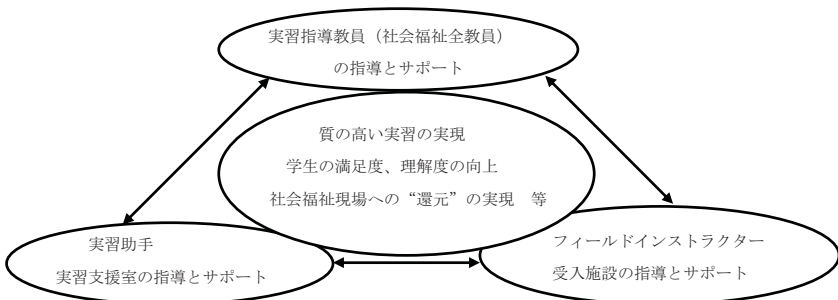 実習指導教員（社会福祉全教員）
の指導とサポート
質の高い実習の実現
学生の満足度、理解度の向上
社会福祉現場への“還元”の実現　等
実習助手
実習支援室の指導とサポート
フィールドインストラクター
受入施設の指導とサポート